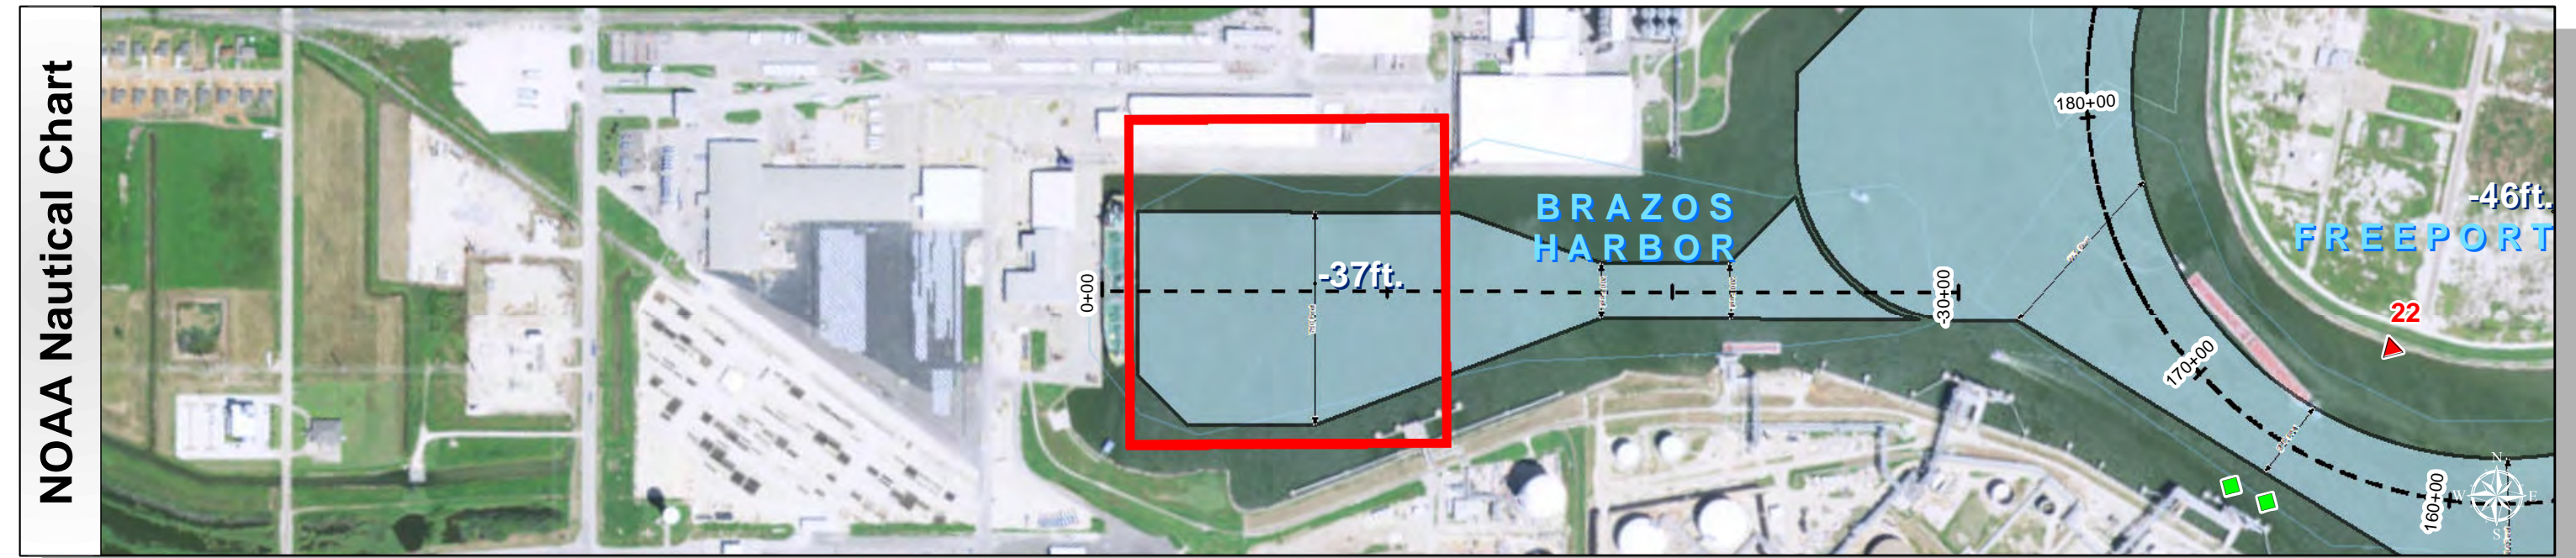 NOAA Nautical Chart
180+00
-46ft.
BRAZOS
HARBOR
FREEPORT
-37ft.
0+00
-30+00
22
170+00
160+00
N
W
E
S